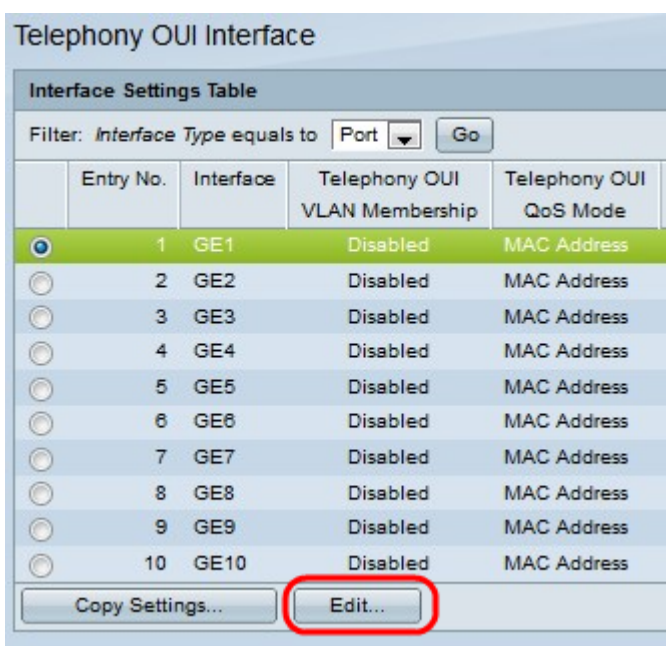 Telephony OUI Interface
Interface Settings Table
Filter: Interface Type equals to Port Go
Entry No. Interface Telephony OUI VLAN Membership Telephony OUI QoS Mode
1 GE1 Disabled MAC Address
2 GE2 Disabled MAC Address
3 GE3 Disabled MAC Address
4 GE4 Disabled MAC Address
5 GE5 Disabled MAC Address
6 GE6 Disabled MAC Address
7 GE7 Disabled MAC Address
8 GE8 Disabled MAC Address
9 GE9 Disabled MAC Address
10 GE10 Disabled MAC Address
Copy Settings... Edit...